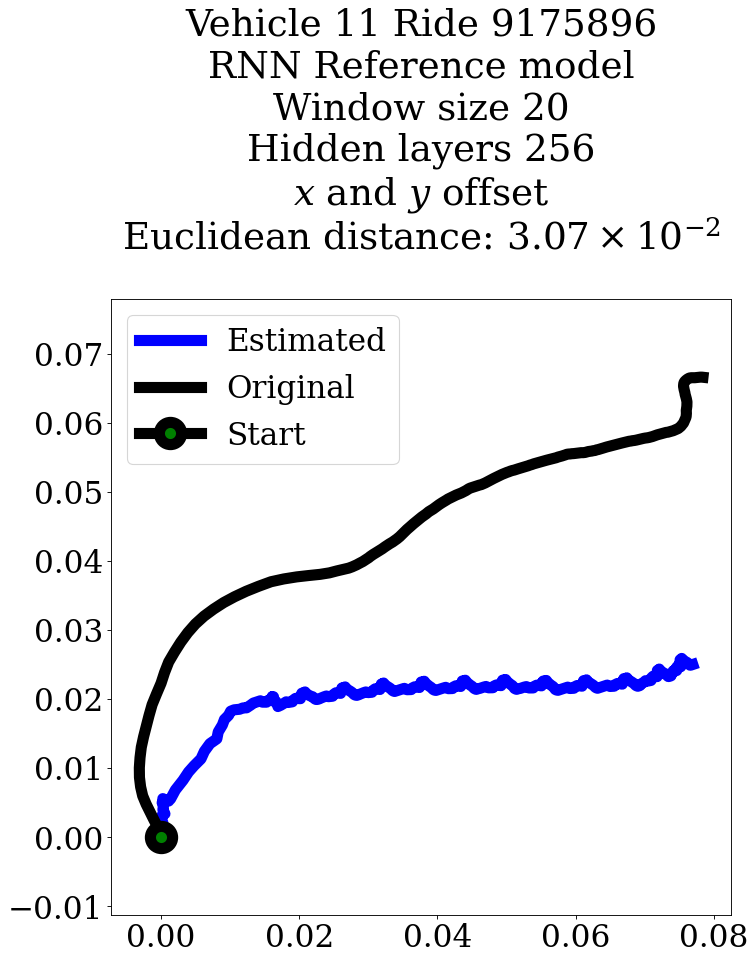 Vehicle 11 Ride 9175896
RNN Reference model
Window size 20
Hidden layers 256
x and y offset
Euclidean distance: 3.07 × 10⁻²
Estimated
Original
Start
0.07
0.06
0.05
0.04
0.03
0.02
0.01
0.00
−0.01
0.00 0.02 0.04 0.06 0.08